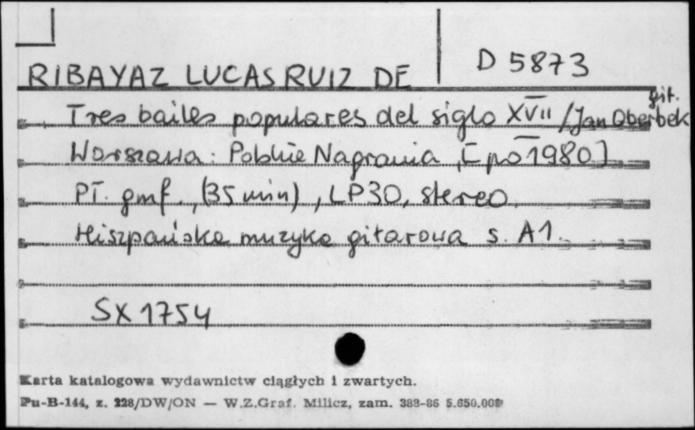 D 5873
RIBAYAZ LUCAS RUIZ DE
Tres bailes populares del siglo XVII / Jan Oberbek git.
Warszawa: Polskie Nagrania, [po 1980]
Pł. gmf., (35 min), LP30, stereo.
Hiszpańska muzyka gitarowa s. A1.
SX 1754
Karta katalogowa wydawnictw ciągłych i zwartych.
Pu-B-144, z. 228/DW/ON — W.Z.Graf. Milicz, zam. 383-86 5.650.000